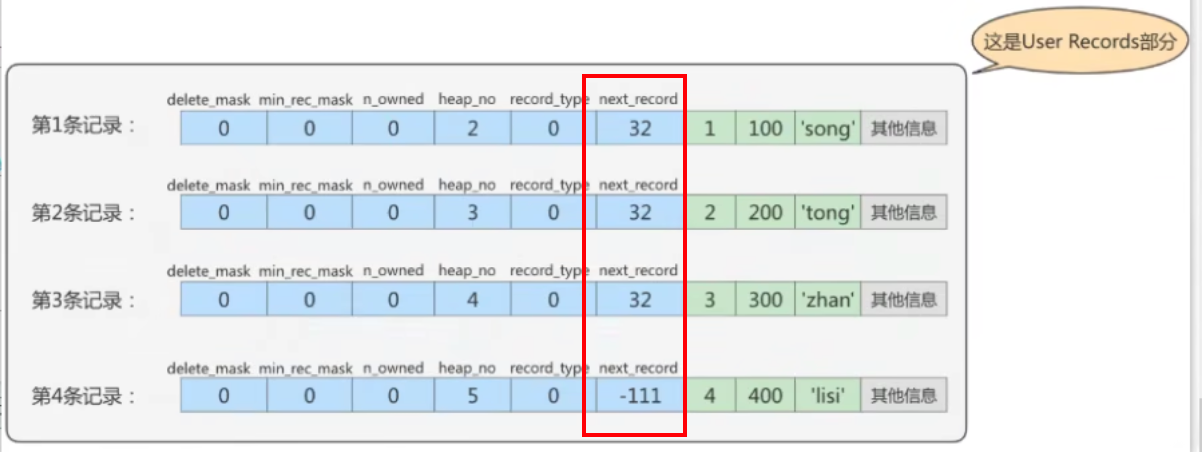 这是User Records部分
delete_mask min_rec_mask n_owned heap_no record_type next_record
第1条记录： 0 0 0 2 0 32 1 100 'song' 其他信息
delete_mask min_rec_mask n_owned heap_no record_type next_record
第2条记录： 0 0 0 3 0 32 2 200 'tong' 其他信息
delete_mask min_rec_mask n_owned heap_no record_type next_record
第3条记录： 0 0 0 4 0 32 3 300 'zhan' 其他信息
delete_mask min_rec_mask n_owned heap_no record_type next_record
第4条记录： 0 0 0 5 0 -111 4 400 'lisi' 其他信息